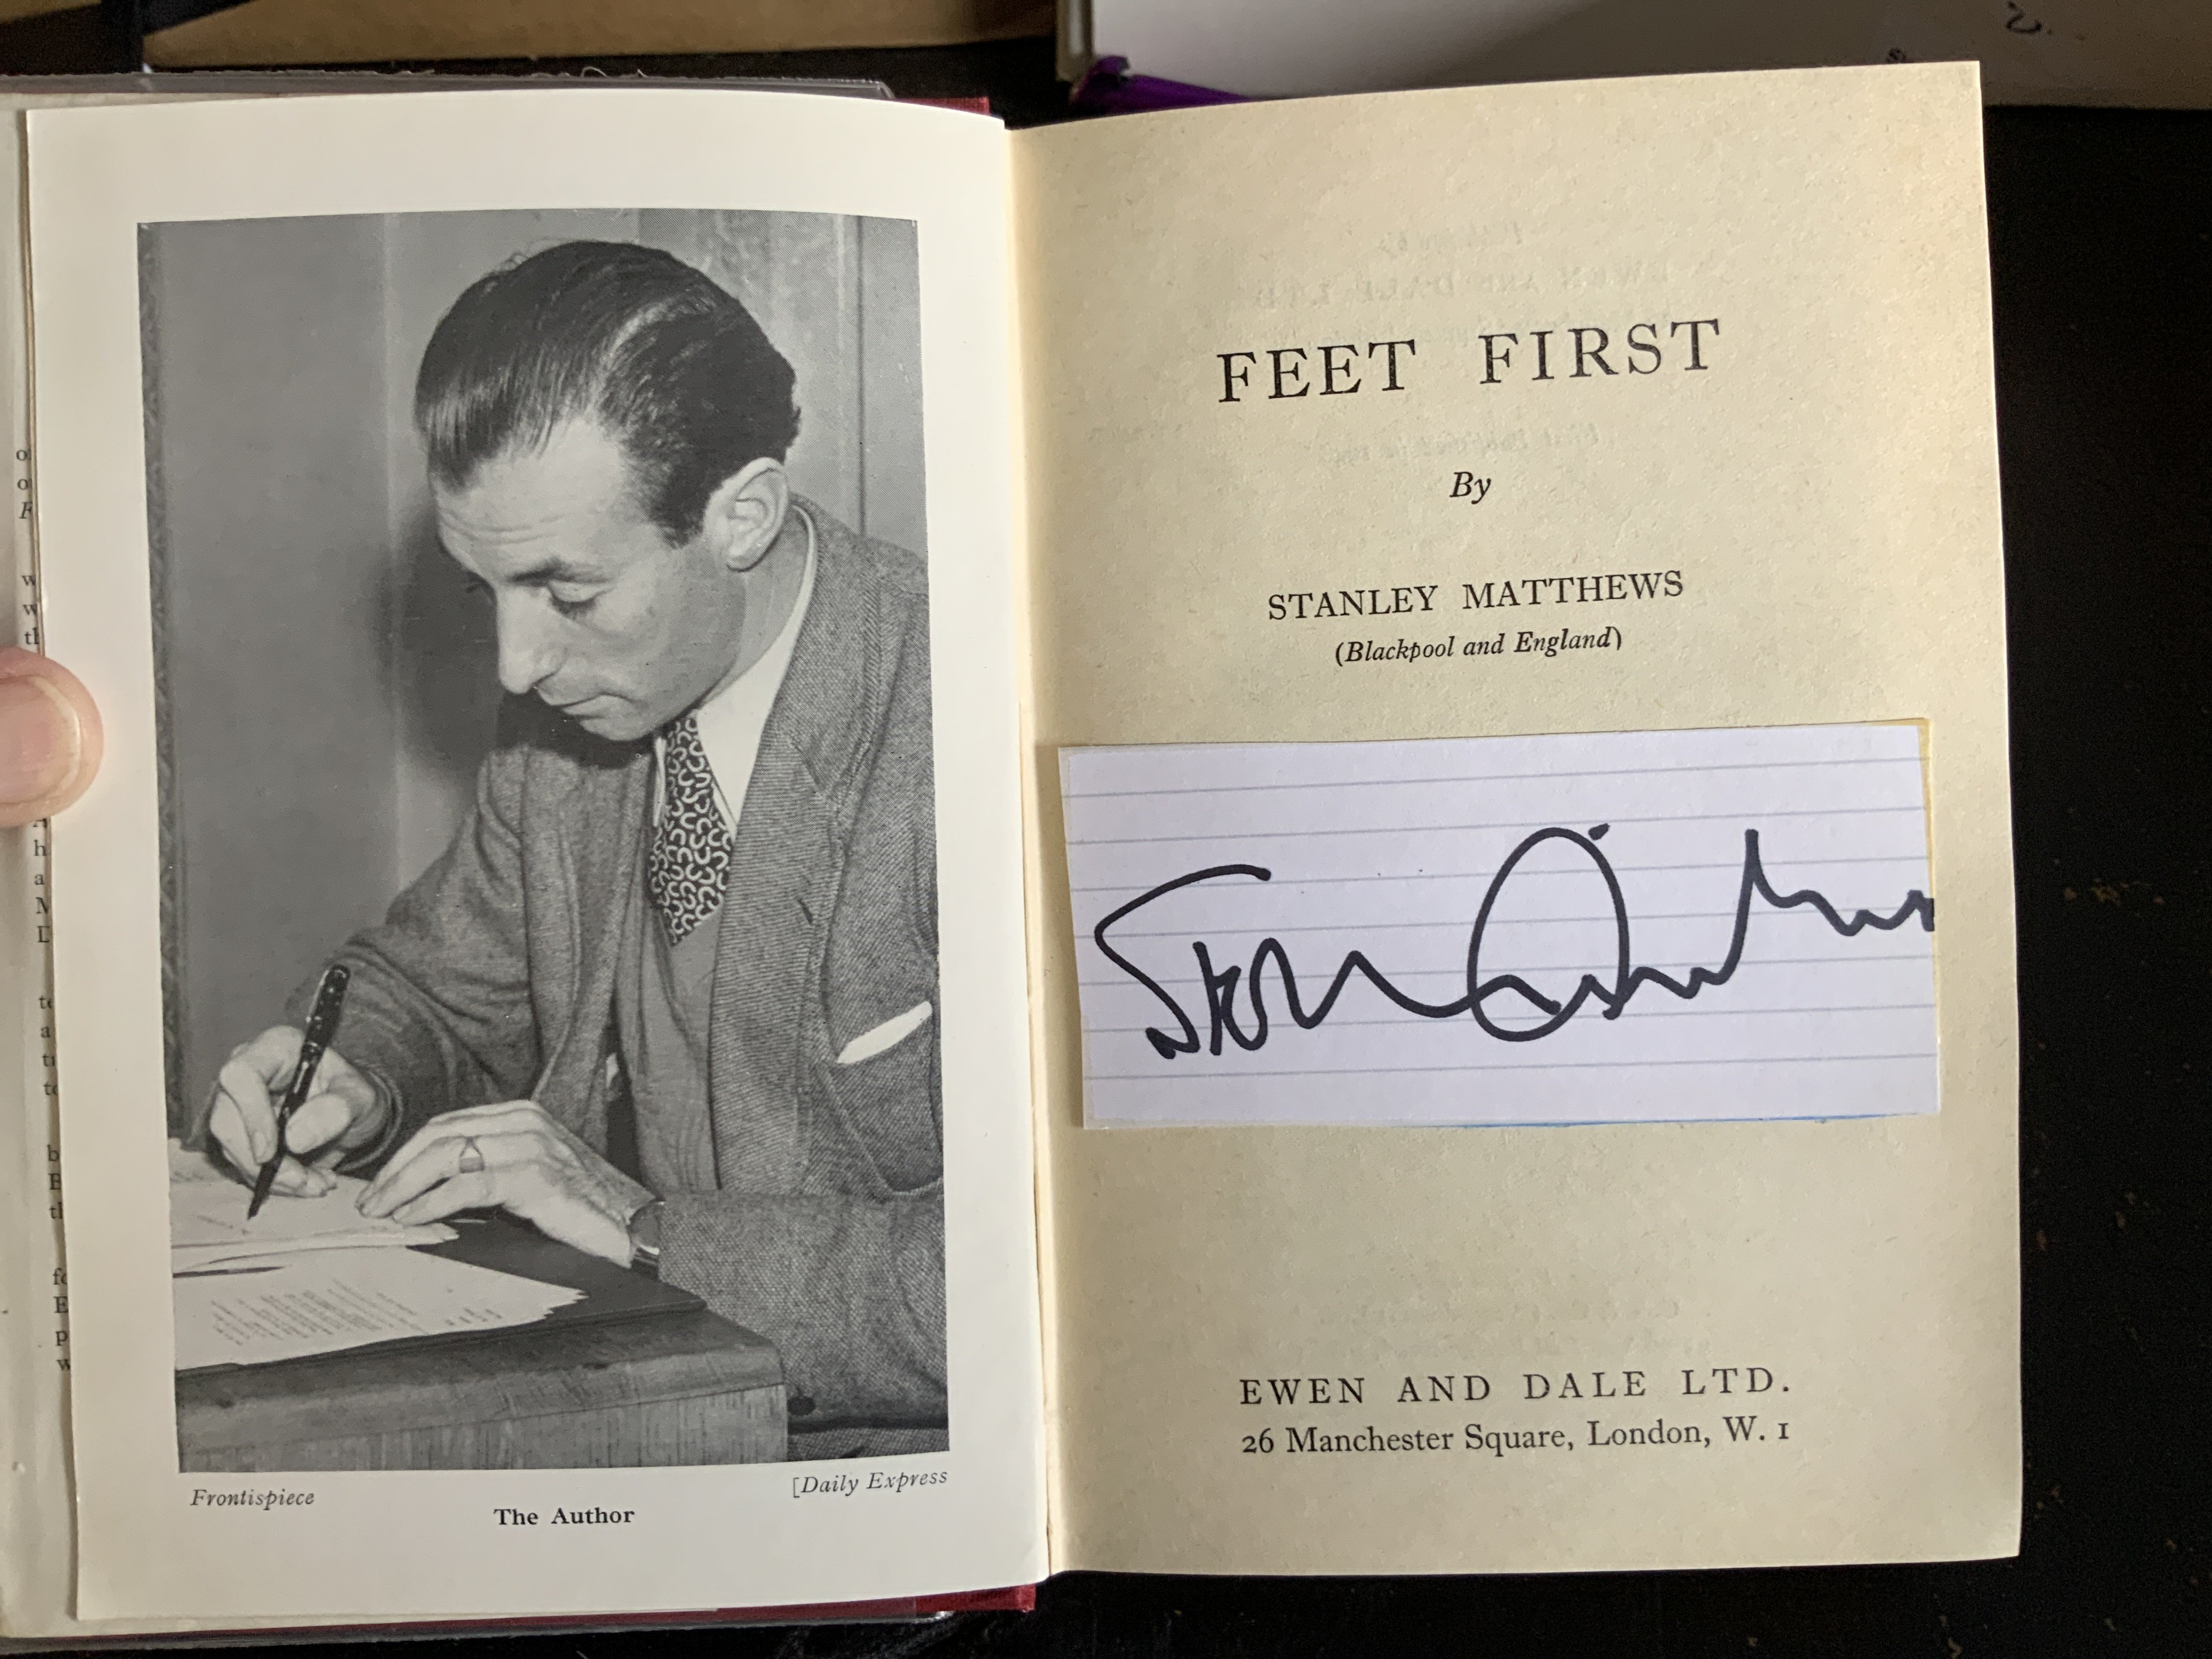 Frontispiece
[Daily Express
The Author
FEET FIRST
By
STANLEY MATTHEWS
(Blackpool and England)
EWEN AND DALE LTD.
26 Manchester Square, London, W. 1